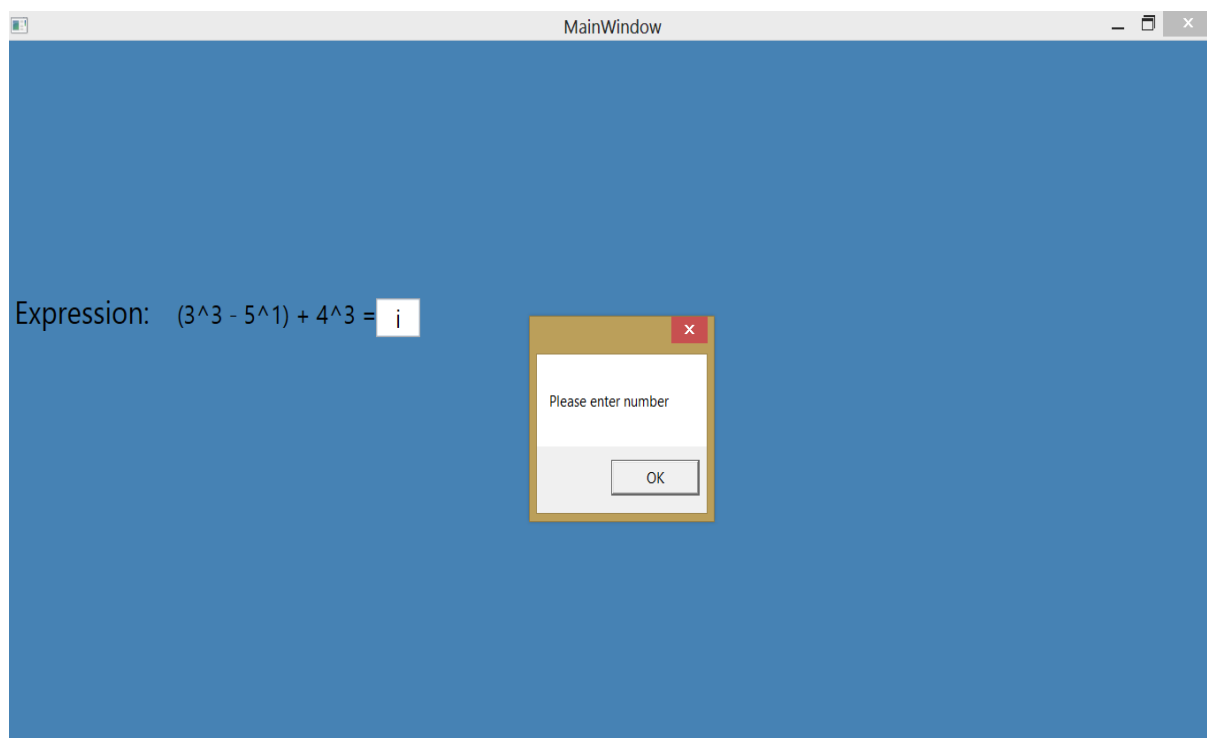 MainWindow
Expression: (3^3 - 5^1) + 4^3 = i
Please enter number
OK